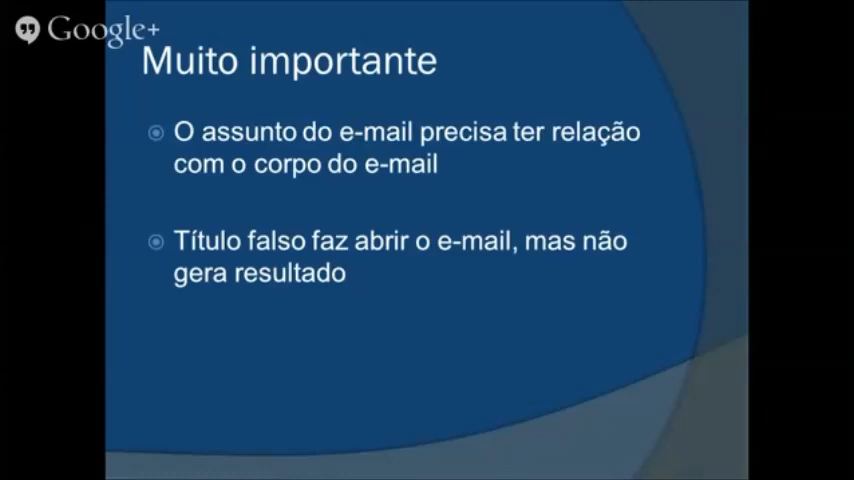 Google+
Muito importante
O assunto do e-mail precisa ter relação
com o corpo do e-mail
Título falso faz abrir o e-mail, mas não
gera resultado